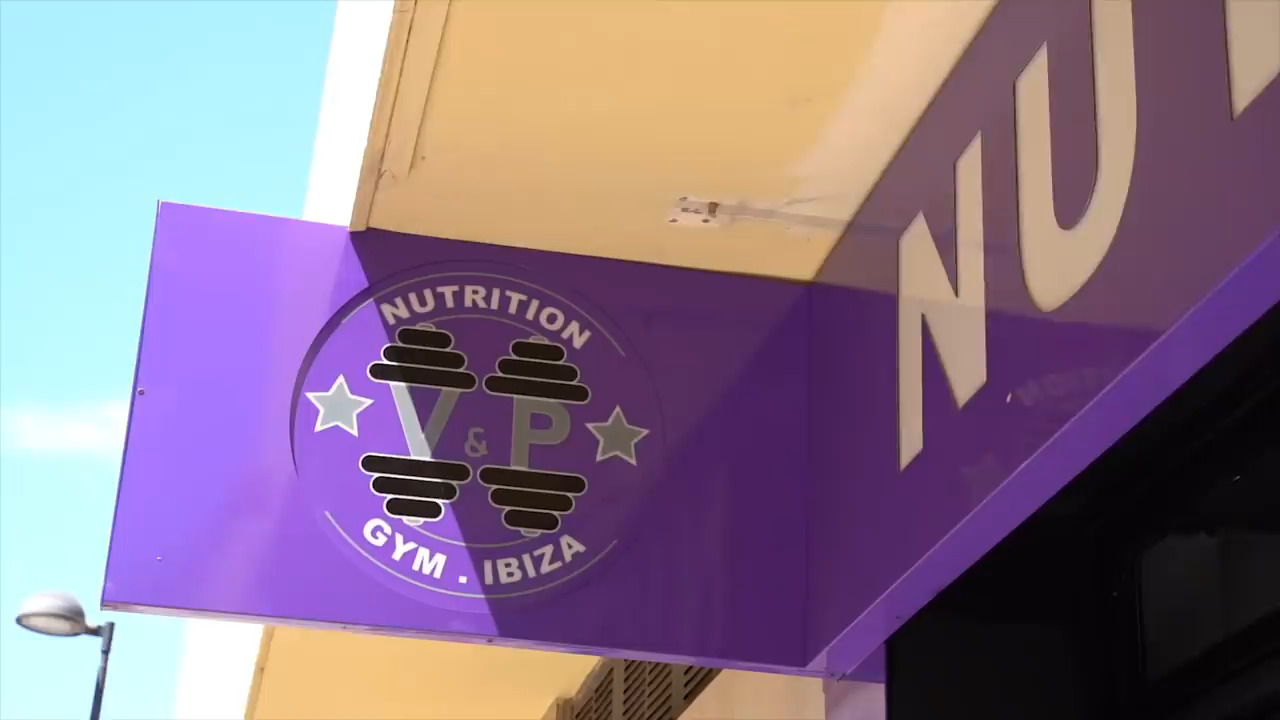 NUTRITION
V & P
GYM . IBIZA
NU